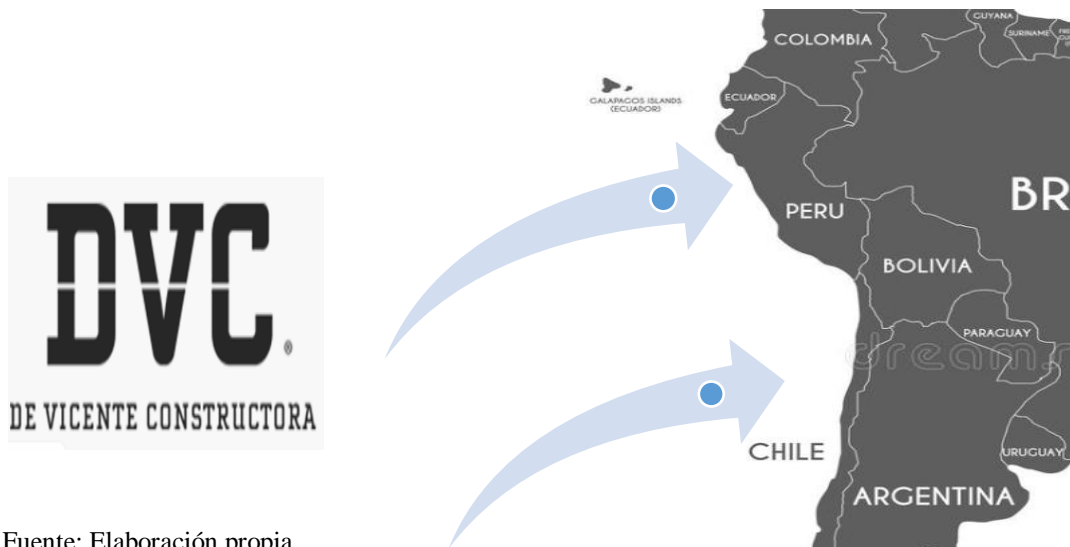 DVC®
DE VICENTE CONSTRUCTORA
Fuente: Elaboración propia
GUYANA
COLOMBIA
SURINAME
GALAPAGOS ISLANDS
(ECUADOR)
ECUADOR
BR
PERU
BOLIVIA
PARAGUAY
dream
CHILE
URUGUAY
ARGENTINA